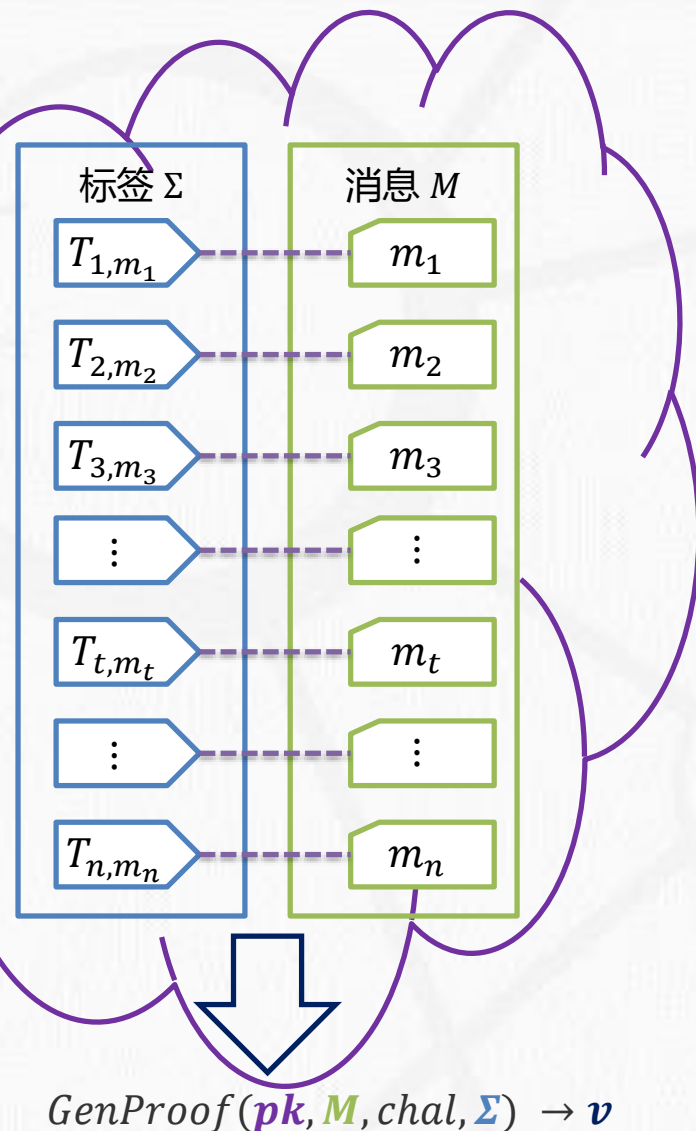 标签 Σ 消息 M
T_{1,m_1} m_1
T_{2,m_2} m_2
T_{3,m_3} m_3
⋮ ⋮
T_{t,m_t} m_t
⋮ ⋮
T_{n,m_n} m_n
GenProof(pk, M, chal, Σ) → v